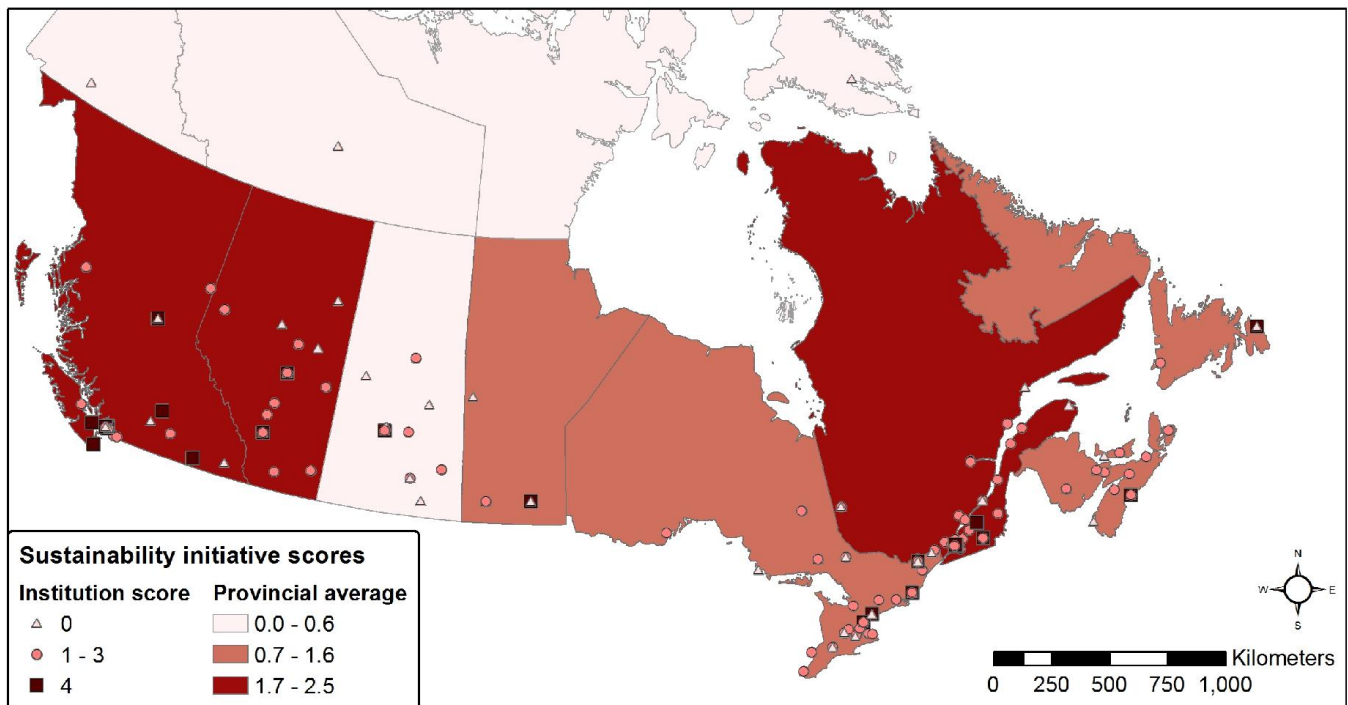 Sustainability initiative scores
Institution score Provincial average
0 0.0 - 0.6
1 - 3 0.7 - 1.6
4 1.7 - 2.5
N
W E
S
Kilometers
0 250 500 750 1,000